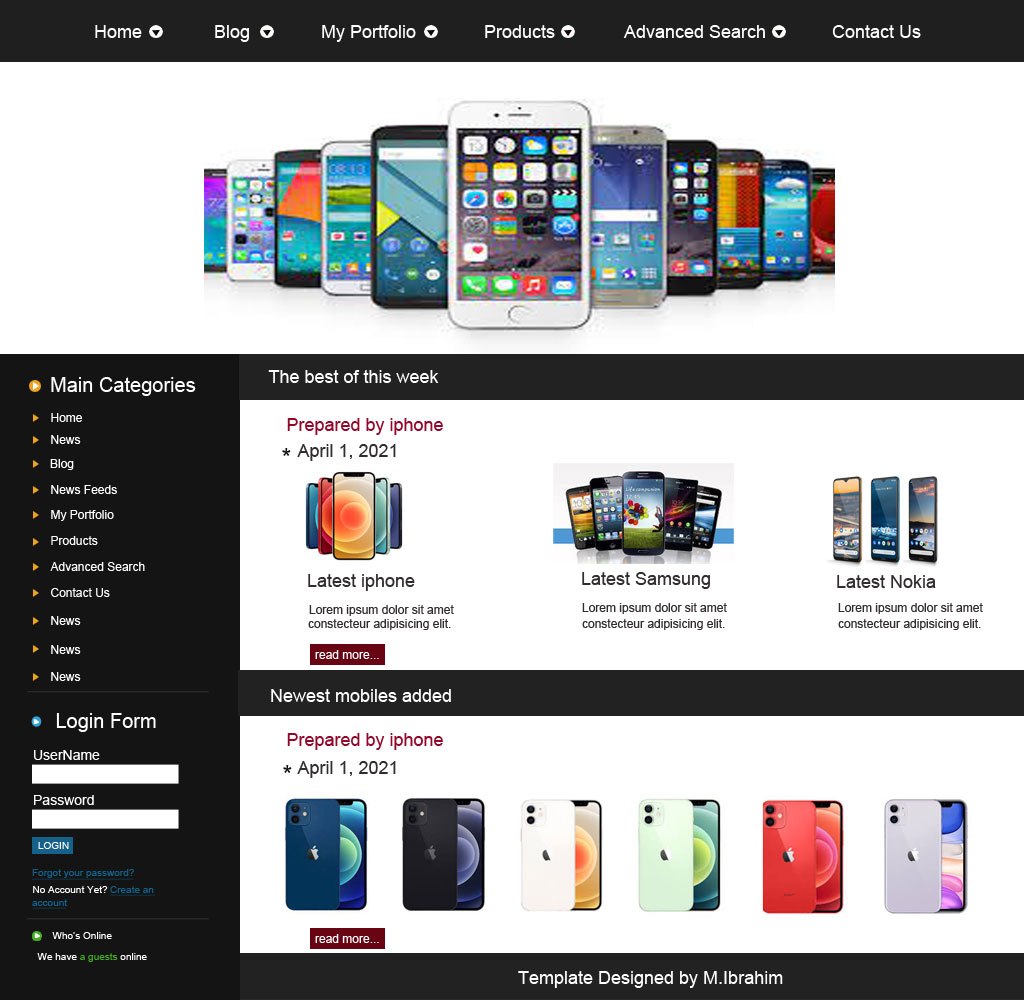 Home
Blog
My Portfolio
Products
Advanced Search
Contact Us
Main Categories
Home
News
Blog
News Feeds
My Portfolio
Products
Advanced Search
Contact Us
News
News
News
Login Form
UserName
Password
LOGIN
Forgot your password?
No Account Yet? Create an
account
Who's Online
We have a guests online
The best of this week
Prepared by iphone
* April 1, 2021
Latest iphone
Lorem ipsum dolor sit amet
constectur adipisicing elit.
read more...
Latest Samsung
Lorem ipsum dolor sit amet
constectur adipisicing elit.
Latest Nokia
Lorem ipsum dolor sit amet
constectur adipisicing elit.
Newest mobiles added
Prepared by iphone
* April 1, 2021
read more...
Template Designed by M.Ibrahim